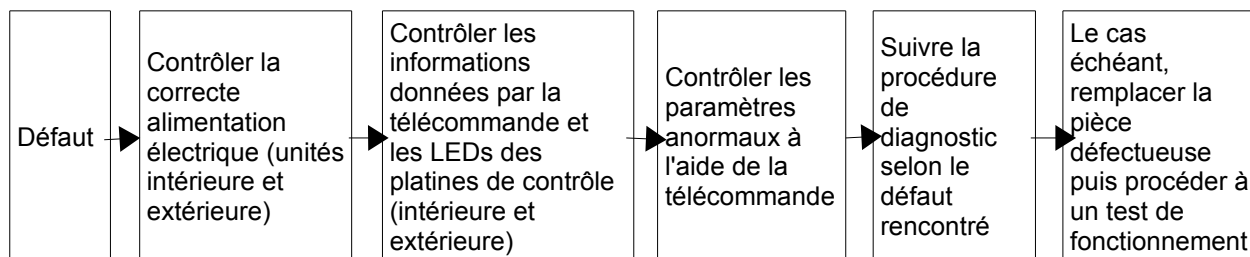 Défaut
Contrôler la
correcte
alimentation
électrique (unités
intérieure et
extérieure)
Contrôler les
informations
données par la
télécommande et
les LEDs des
platines de contrôle
(intérieure et
extérieure)
Contrôler les
paramètres
anormaux à
l'aide de la
télécommande
Suivre la
procédure
de
diagnostic
selon le
défaut
rencontré
Le cas
échéant,
remplacer la
pièce
défectueuse
puis procéder à
un test de
fonctionnement